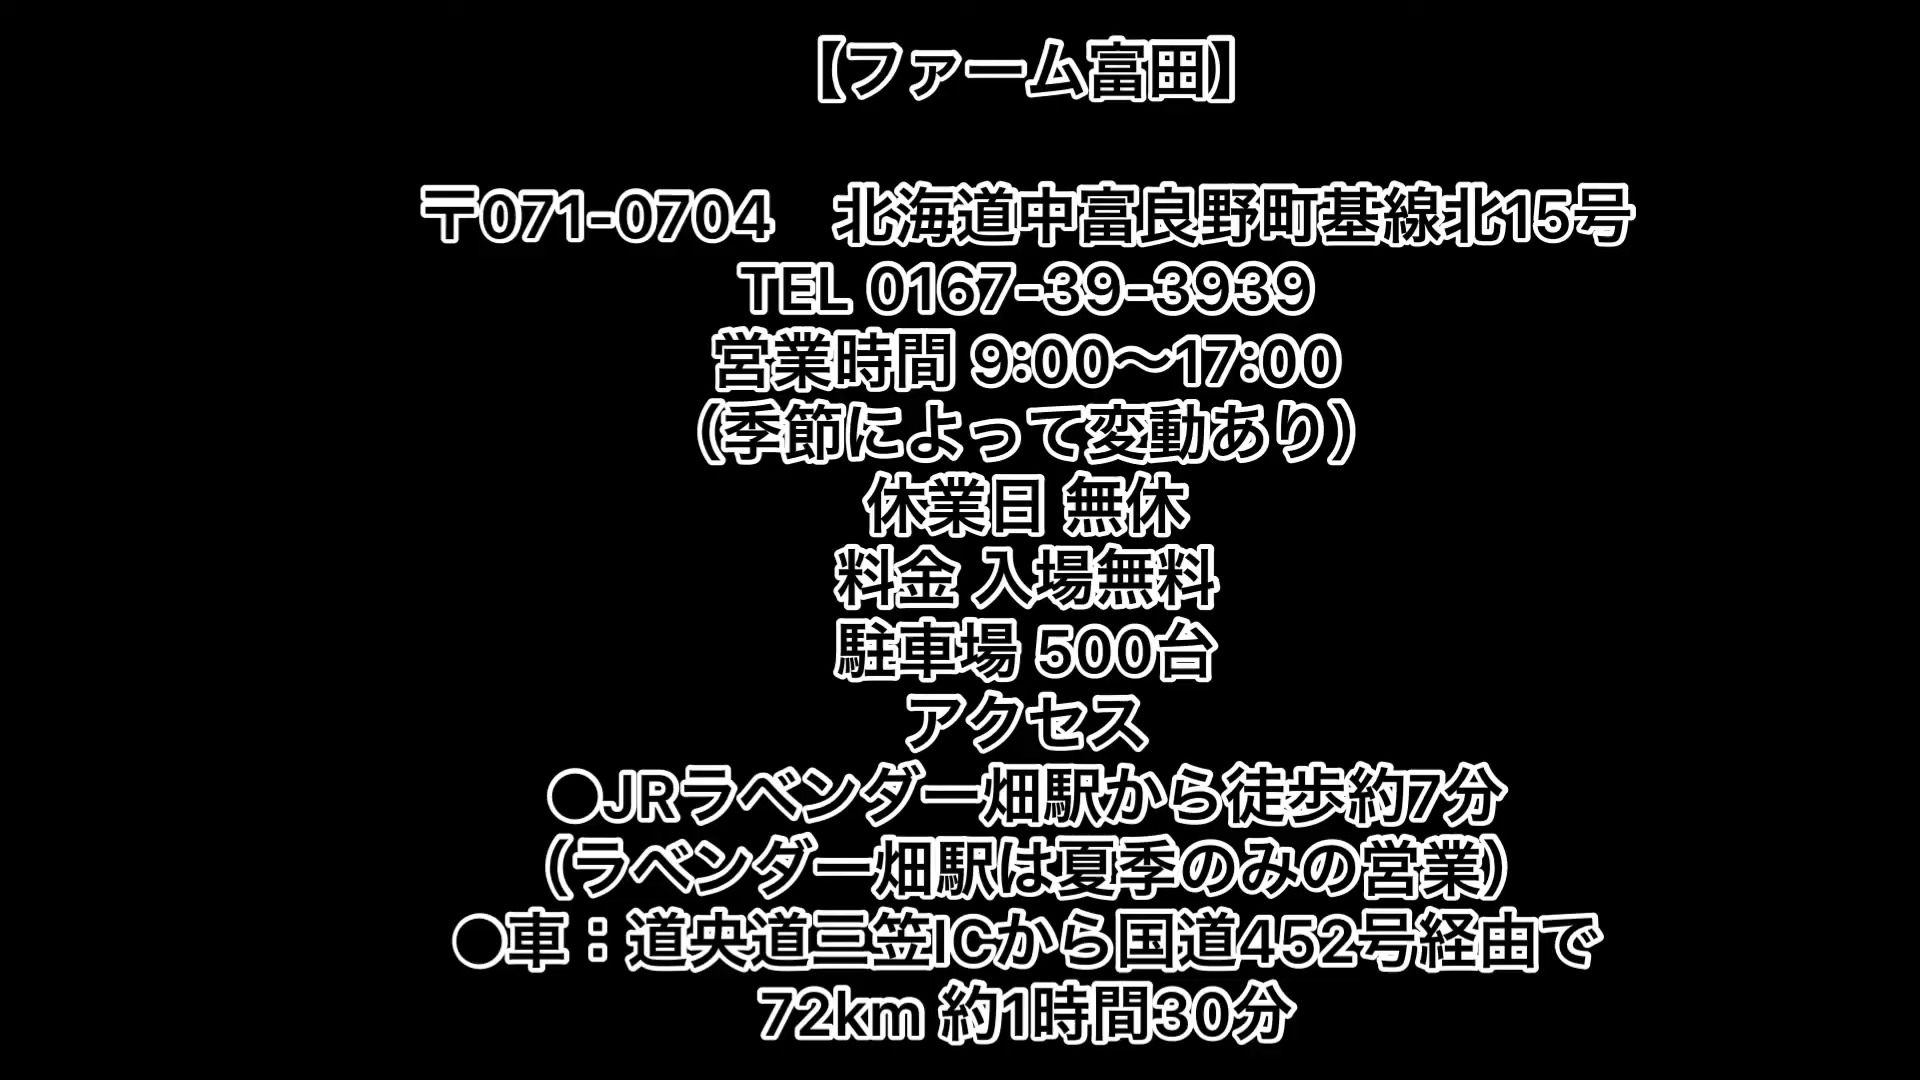 【ファーム富田】
〒071-0704　北海道中富良野町基線北15号
TEL 0167-39-3939
営業時間 9:00〜17:00
（季節によって変動あり）
休業日 無休
料金 入場無料
駐車場 500台
アクセス
●JRラベンダー畑駅から徒歩約7分
（ラベンダー畑駅は夏季のみの営業）
●車：道央道三笠ICから国道452号経由で
72km 約1時間30分